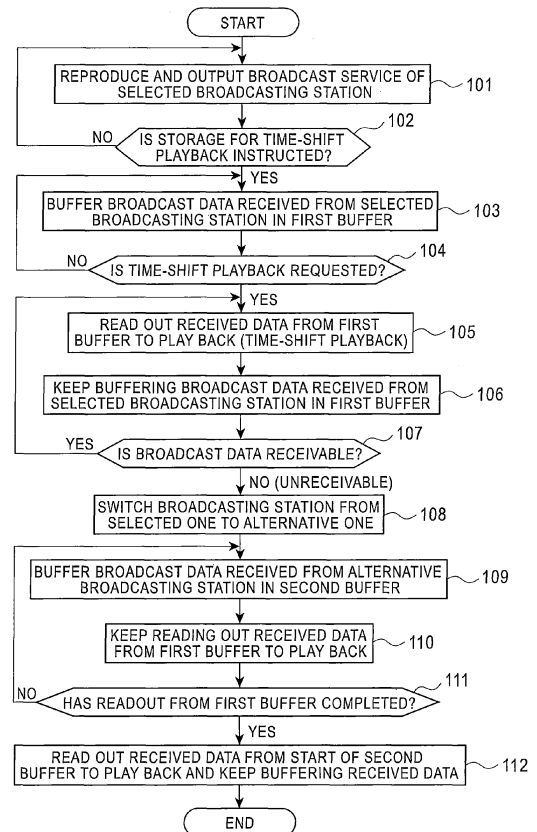 START
REPRODUCE AND OUTPUT BROADCAST SERVICE OF
SELECTED BROADCASTING STATION
101
102
NO
IS STORAGE FOR TIME-SHIFT
PLAYBACK INSTRUCTED?
YES
BUFFER BROADCAST DATA RECEIVED FROM SELECTED
BROADCASTING STATION IN FIRST BUFFER
103
104
NO
IS TIME-SHIFT PLAYBACK REQUESTED?
YES
READ OUT RECEIVED DATA FROM FIRST
BUFFER TO PLAY BACK (TIME-SHIFT PLAYBACK)
105
KEEP BUFFERING BROADCAST DATA RECEIVED FROM
SELECTED BROADCASTING STATION IN FIRST BUFFER
106
107
YES
IS BROADCAST DATA RECEIVABLE?
NO (UNRECEIVABLE)
SWITCH BROADCASTING STATION FROM
SELECTED ONE TO ALTERNATIVE ONE
108
BUFFER BROADCAST DATA RECEIVED FROM ALTERNATIVE
BROADCASTING STATION IN SECOND BUFFER
109
KEEP READING OUT RECEIVED DATA
FROM FIRST BUFFER TO PLAY BACK
110
111
NO
HAS READOUT FROM FIRST BUFFER COMPLETED?
YES
READ OUT RECEIVED DATA FROM START OF SECOND
BUFFER TO PLAY BACK AND KEEP BUFFERING RECEIVED DATA
112
END